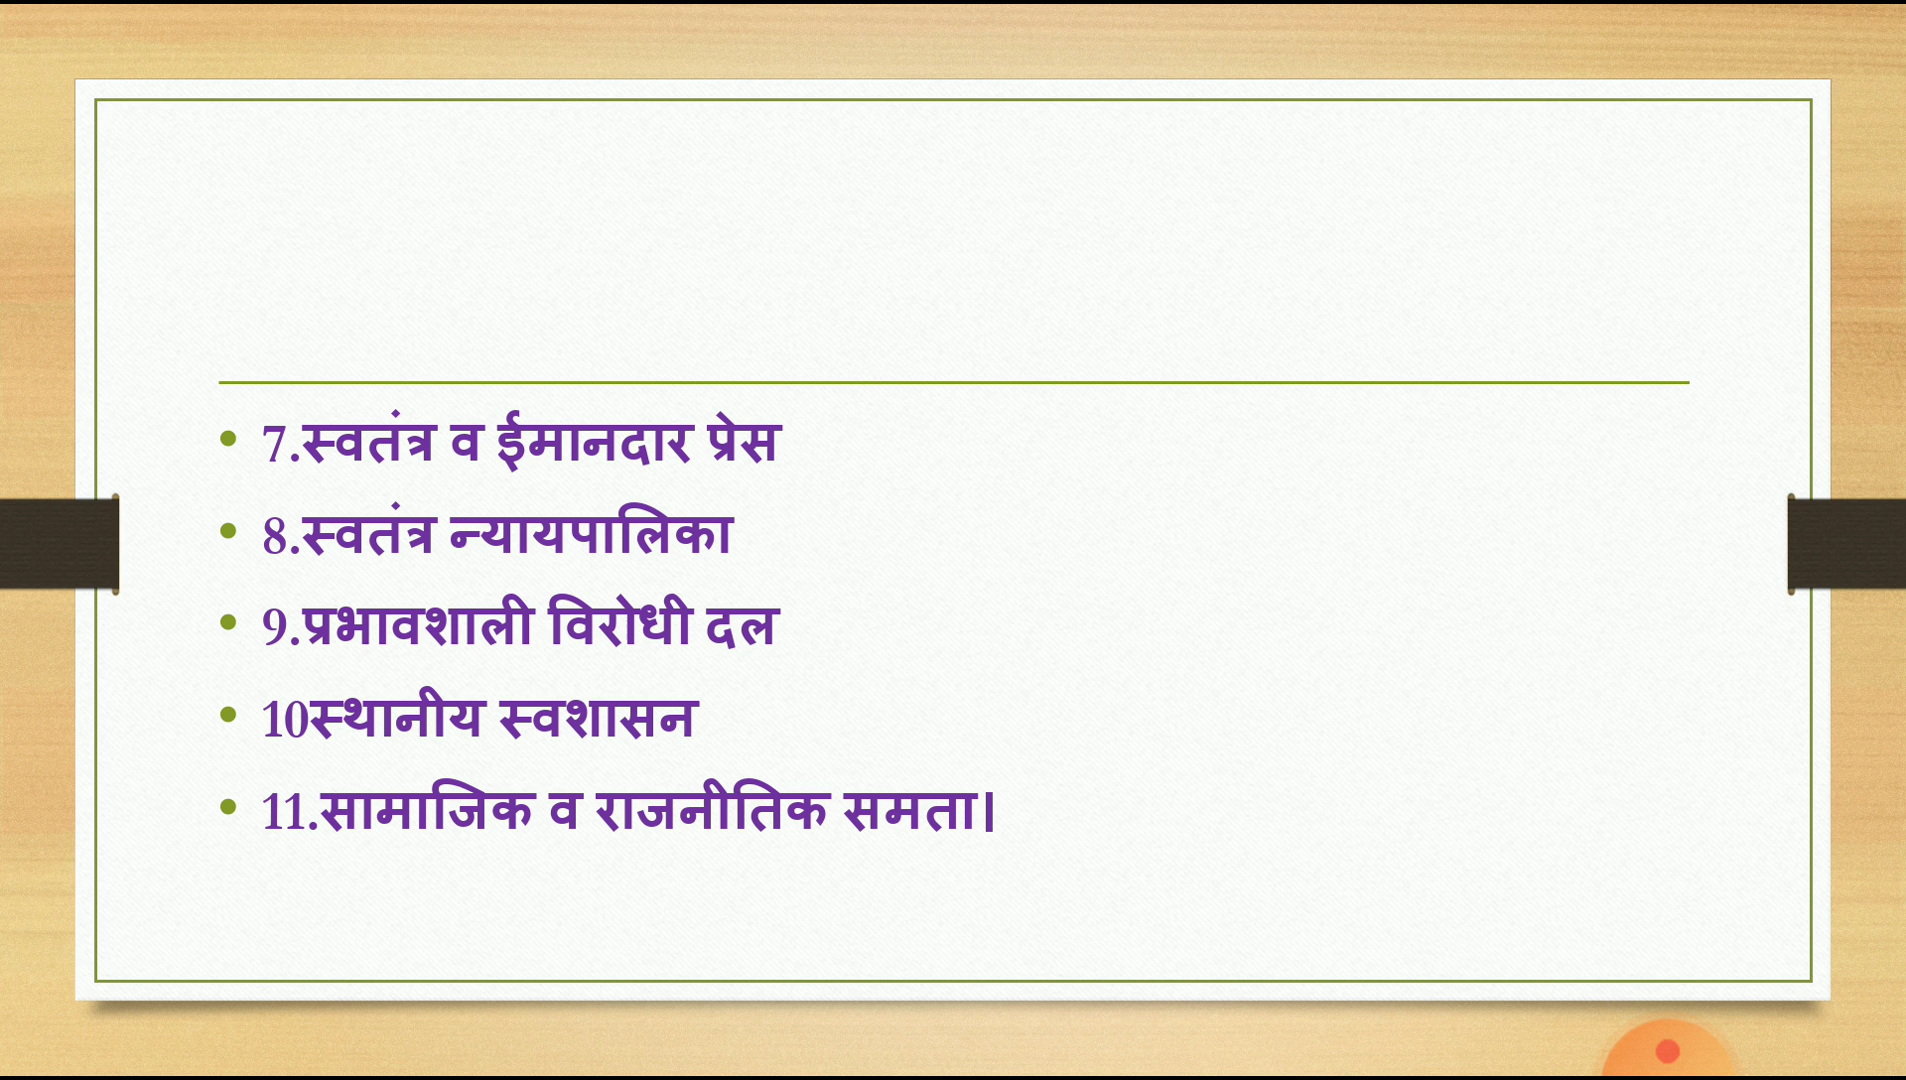 • 7.स्वतंत्र व ईमानदार प्रेस
• 8.स्वतंत्र न्यायपालिका
• 9.प्रभावशाली विरोधी दल
• 10स्थानीय स्वशासन
• 11.सामाजिक व राजनीतिक समता।